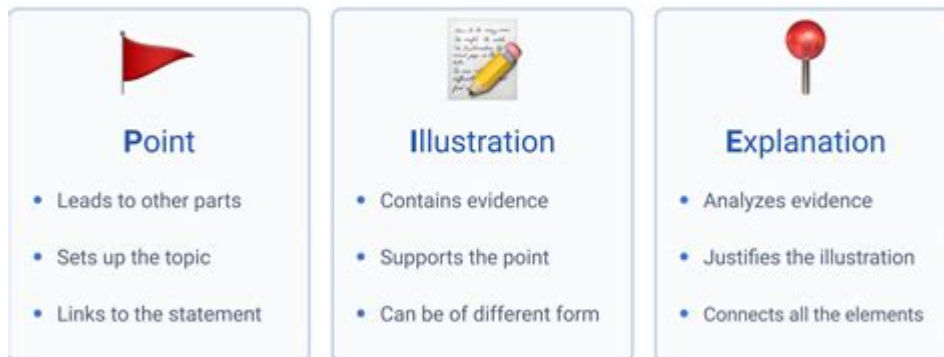 Point
Leads to other parts
Sets up the topic
Links to the statement
Illustration
Contains evidence
Supports the point
Can be of different form
Explanation
Analyzes evidence
Justifies the illustration
Connects all the elements